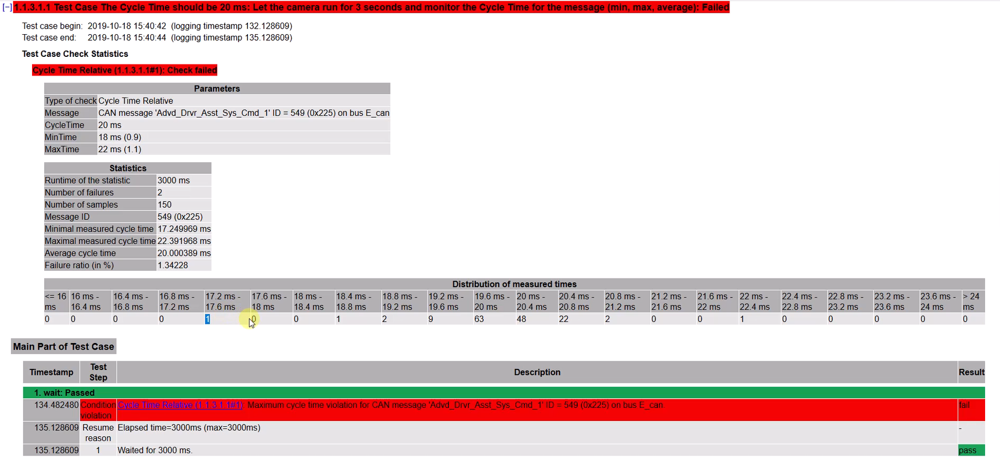 [−] 1.1.3.1.1 Test Case The Cycle Time should be 20 ms: Let the camera run for 3 seconds and monitor the Cycle Time for the message (min, max, average): Failed
Test case begin: 2019-10-18 15:40:42 (logging timestamp 132.128609)
Test case end: 2019-10-18 15:40:44 (logging timestamp 135.128609)
Test Case Check Statistics
Cycle Time Relative (1.1.3.1.1#1): Check failed
Parameters
Type of check Cycle Time Relative
Message CAN message 'Advd_Drvr_Asst_Sys_Cmd_1' ID = 549 (0x225) on bus E_can
CycleTime 20 ms
MinTime 18 ms (0.9)
MaxTime 22 ms (1.1)
Statistics
Runtime of the statistic 3000 ms
Number of failures 2
Number of samples 150
Message ID 549 (0x225)
Minimal measured cycle time 17.249969 ms
Maximal measured cycle time 22.391968 ms
Average cycle time 20.000389 ms
Failure ratio (in %) 1.34228
Distribution of measured times
<= 16 16 ms - 16.4 ms - 16.8 ms - 17.2 ms - 17.6 ms - 18 ms - 18.4 ms - 18.8 ms - 19.2 ms - 19.6 ms - 20 ms - 20.4 ms - 20.8 ms - 21.2 ms - 21.6 ms - 22 ms - 22.4 ms - 22.8 ms - 23.2 ms - 23.6 ms - > 24
ms 16.4 ms 16.8 ms 17.2 ms 17.6 ms 18 ms 18.4 ms 18.8 ms 19.2 ms 19.6 ms 20 ms 20.4 ms 20.8 ms 21.2 ms 21.6 ms 22 ms 22.4 ms 22.8 ms 23.2 ms 23.6 ms 24 ms ms
0 0 0 0 1 0 0 1 2 9 63 48 22 2 0 0 1 0 0 0 0 0
Main Part of Test Case
Timestamp Test Step Description Result
1. wait: Passed
134.482480 Condition violation Cycle Time Relative (1.1.3.1.1#1): Maximum cycle time violation for CAN message 'Advd_Drvr_Asst_Sys_Cmd_1' ID = 549 (0x225) on bus E_can. fail
135.128609 Resume reason Elapsed time=3000ms (max=3000ms) -
135.128609 1 Waited for 3000 ms. pass